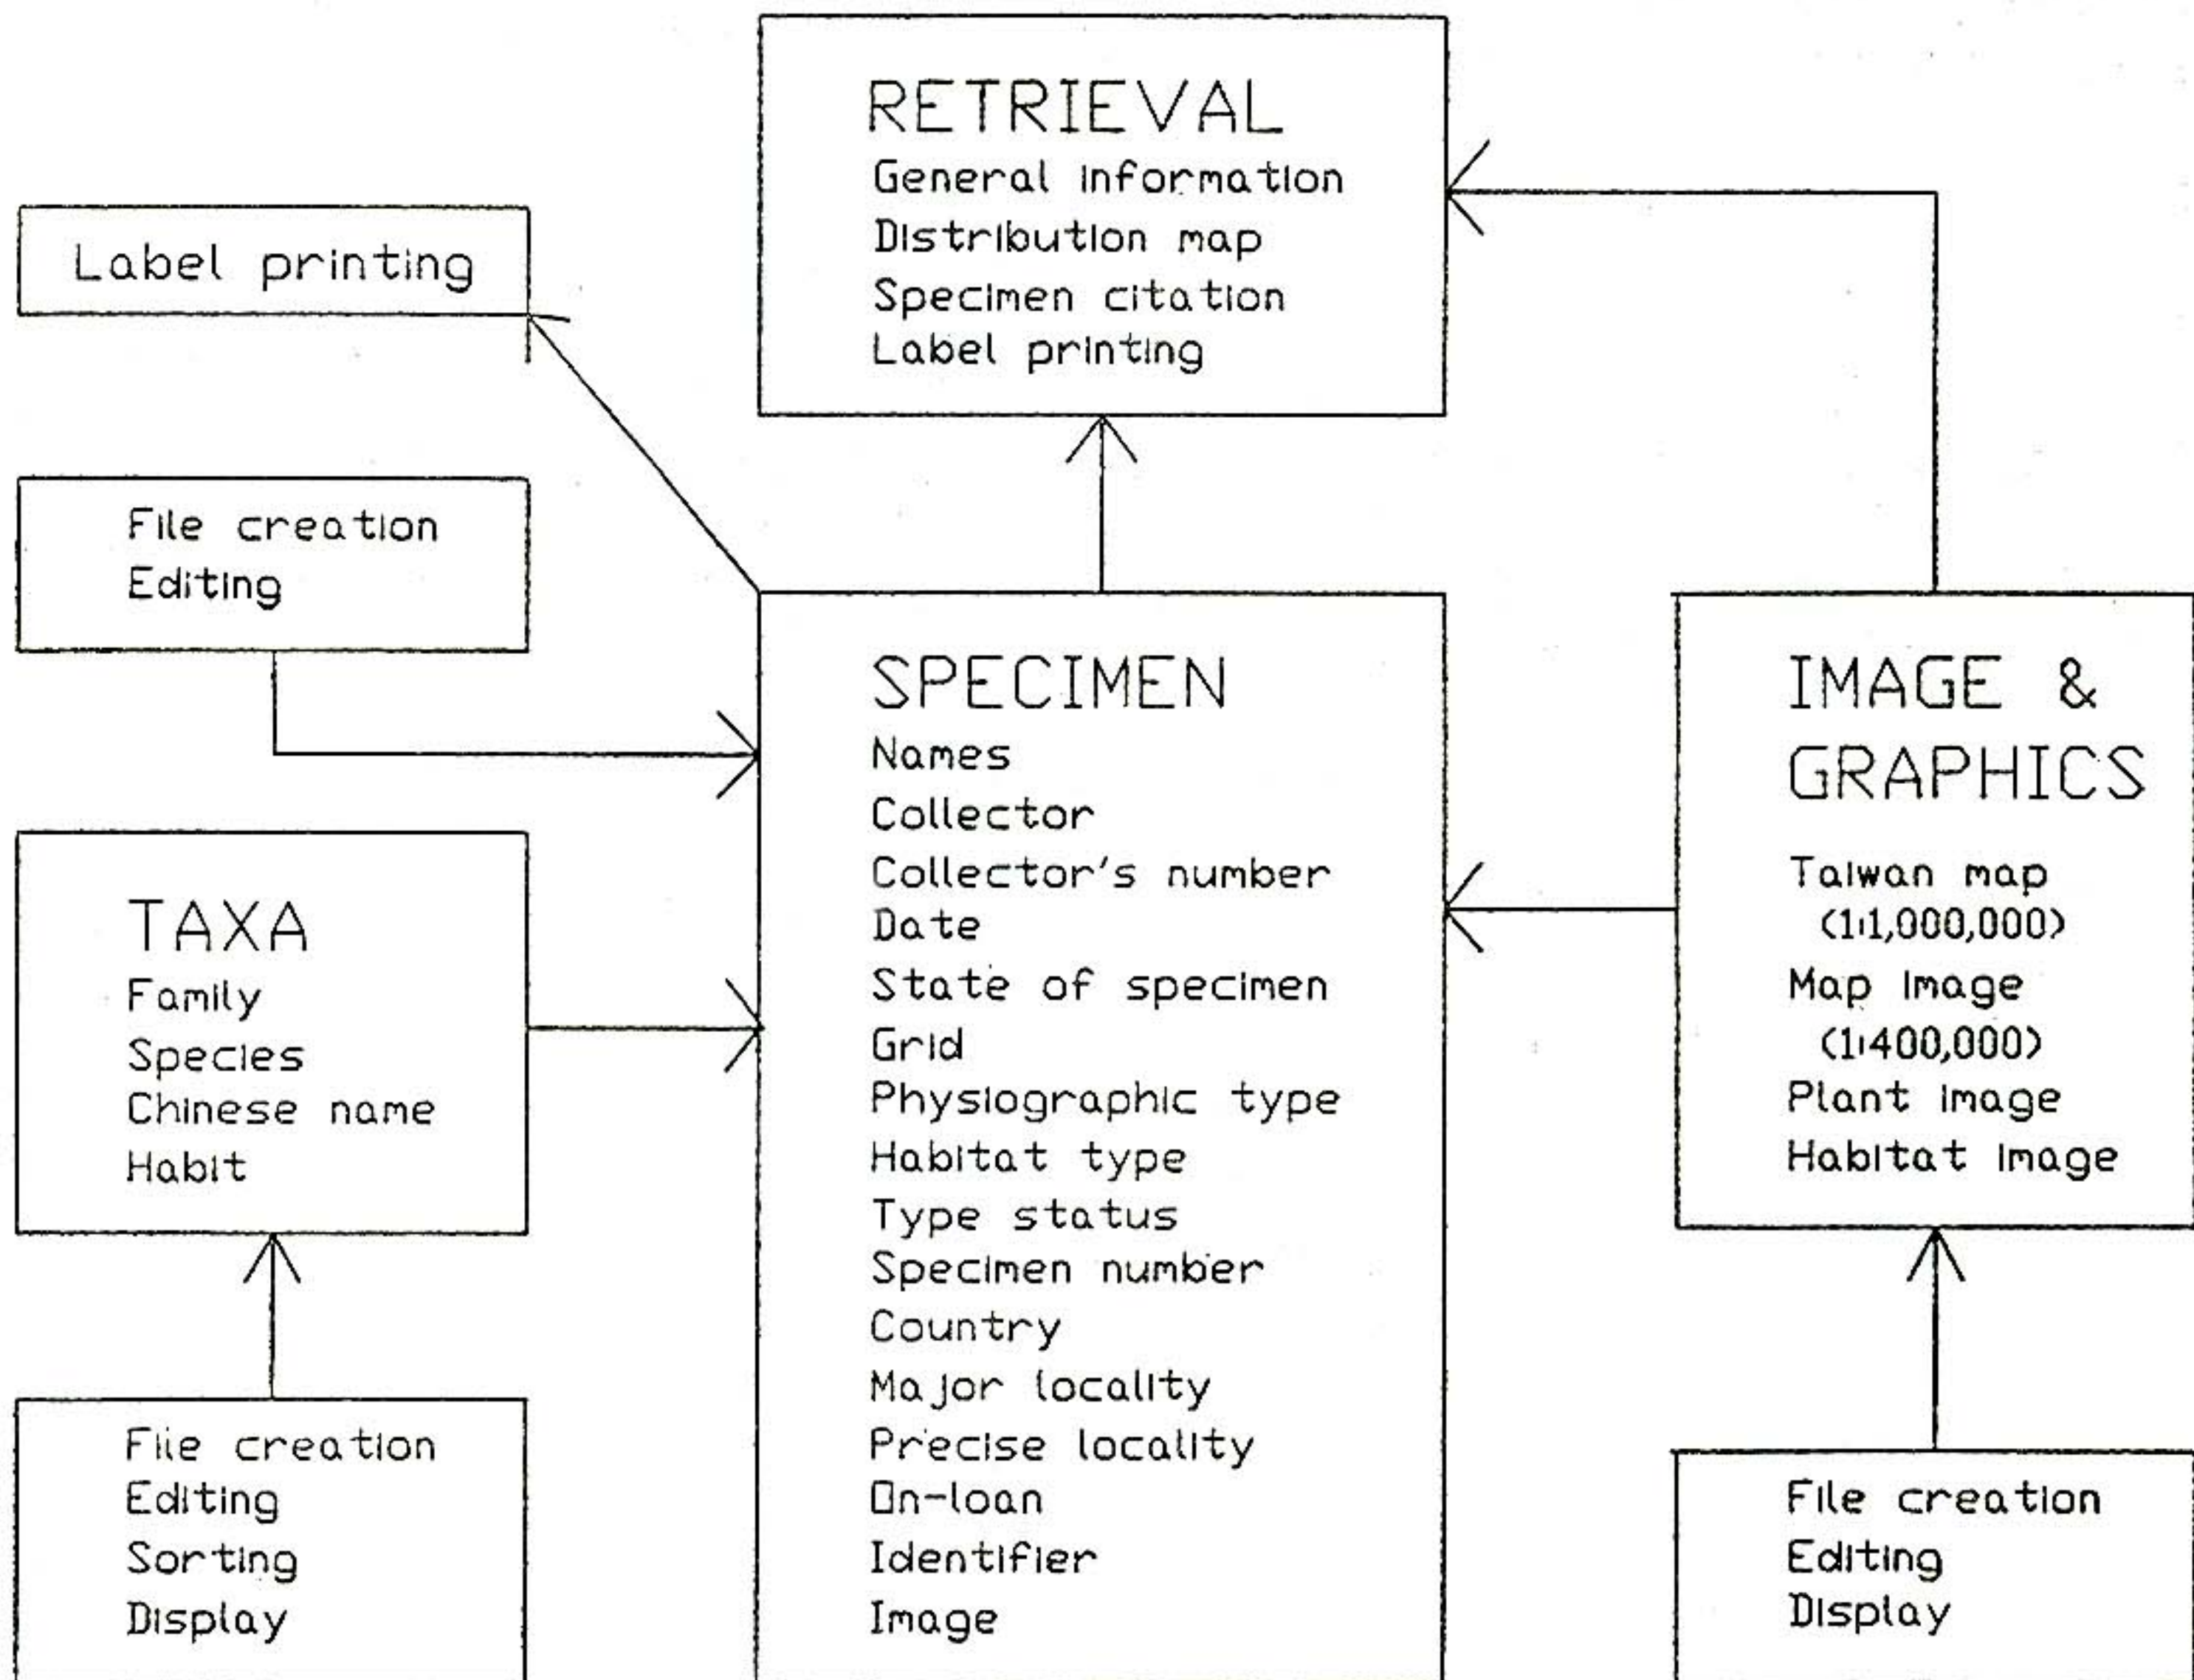 RETRIEVAL
General information
Distribution map
Specimen citation
Label printing
Label printing
File creation
Editing
SPECIMEN
Names
Collector
Collector's number
Date
State of specimen
Grid
Physiographic type
Habitat type
Type status
Specimen number
Country
Major locality
Precise locality
On-loan
Identifier
Image
IMAGE &
GRAPHICS
Taiwan map
(1:1,000,000)
Map image
(1:400,000)
Plant image
Habitat image
TAXA
Family
Species
Chinese name
Habit
File creation
Editing
Sorting
Display
File creation
Editing
Display